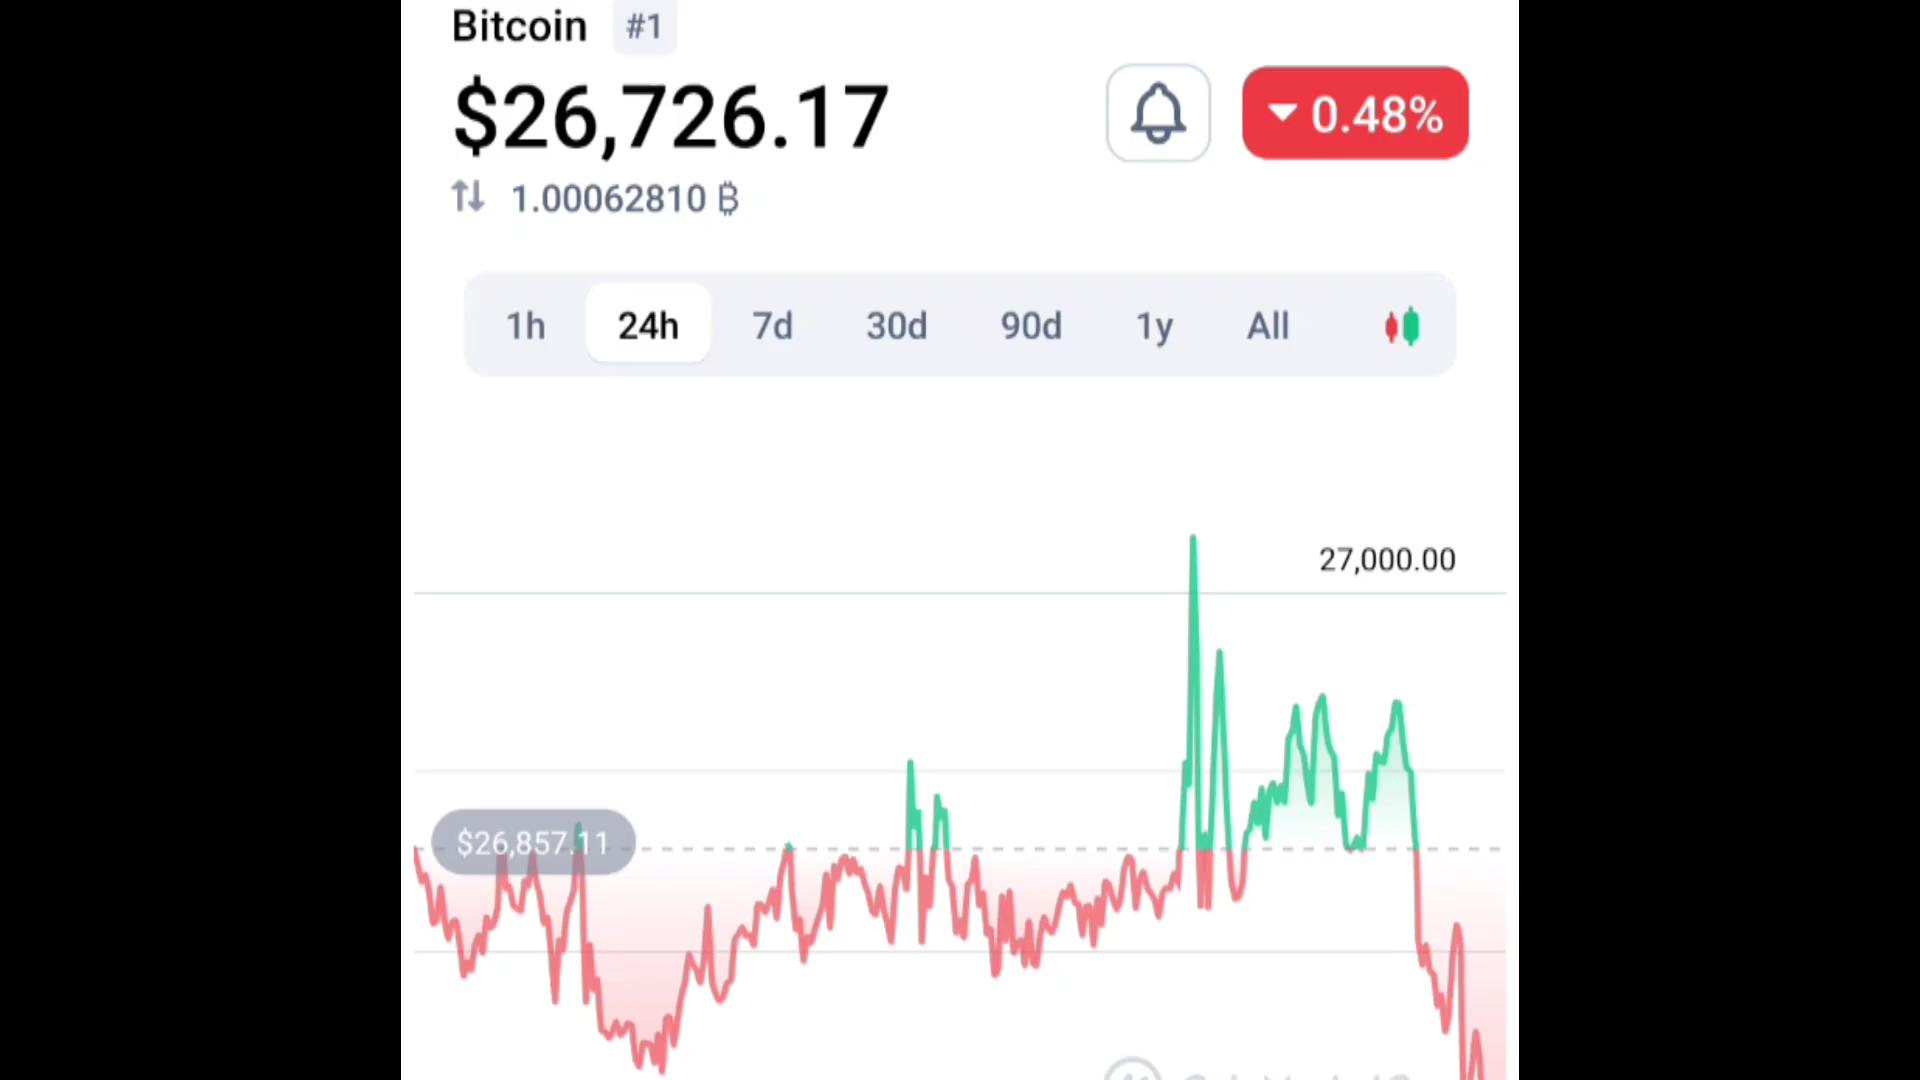 Bitcoin #1
$26,726.17
0.48%
1.00062810 ₿
1h 24h 7d 30d 90d 1y All
27,000.00
$26,857.11